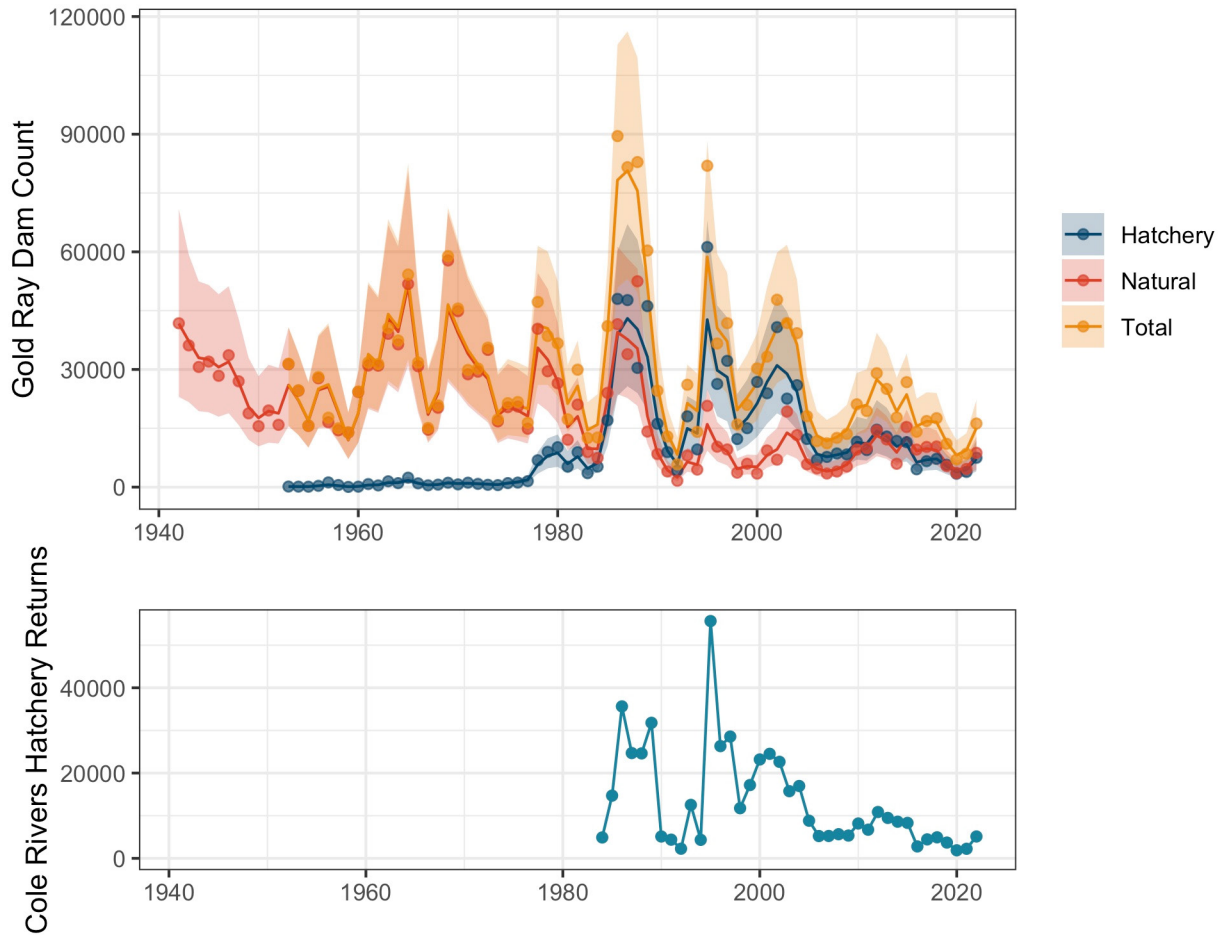 Gold Ray Dam Count
120000
90000
60000
30000
0
1940 1960 1980 2000 2020
Hatchery
Natural
Total
Cole Rivers Hatchery Returns
40000
20000
0
1940 1960 1980 2000 2020